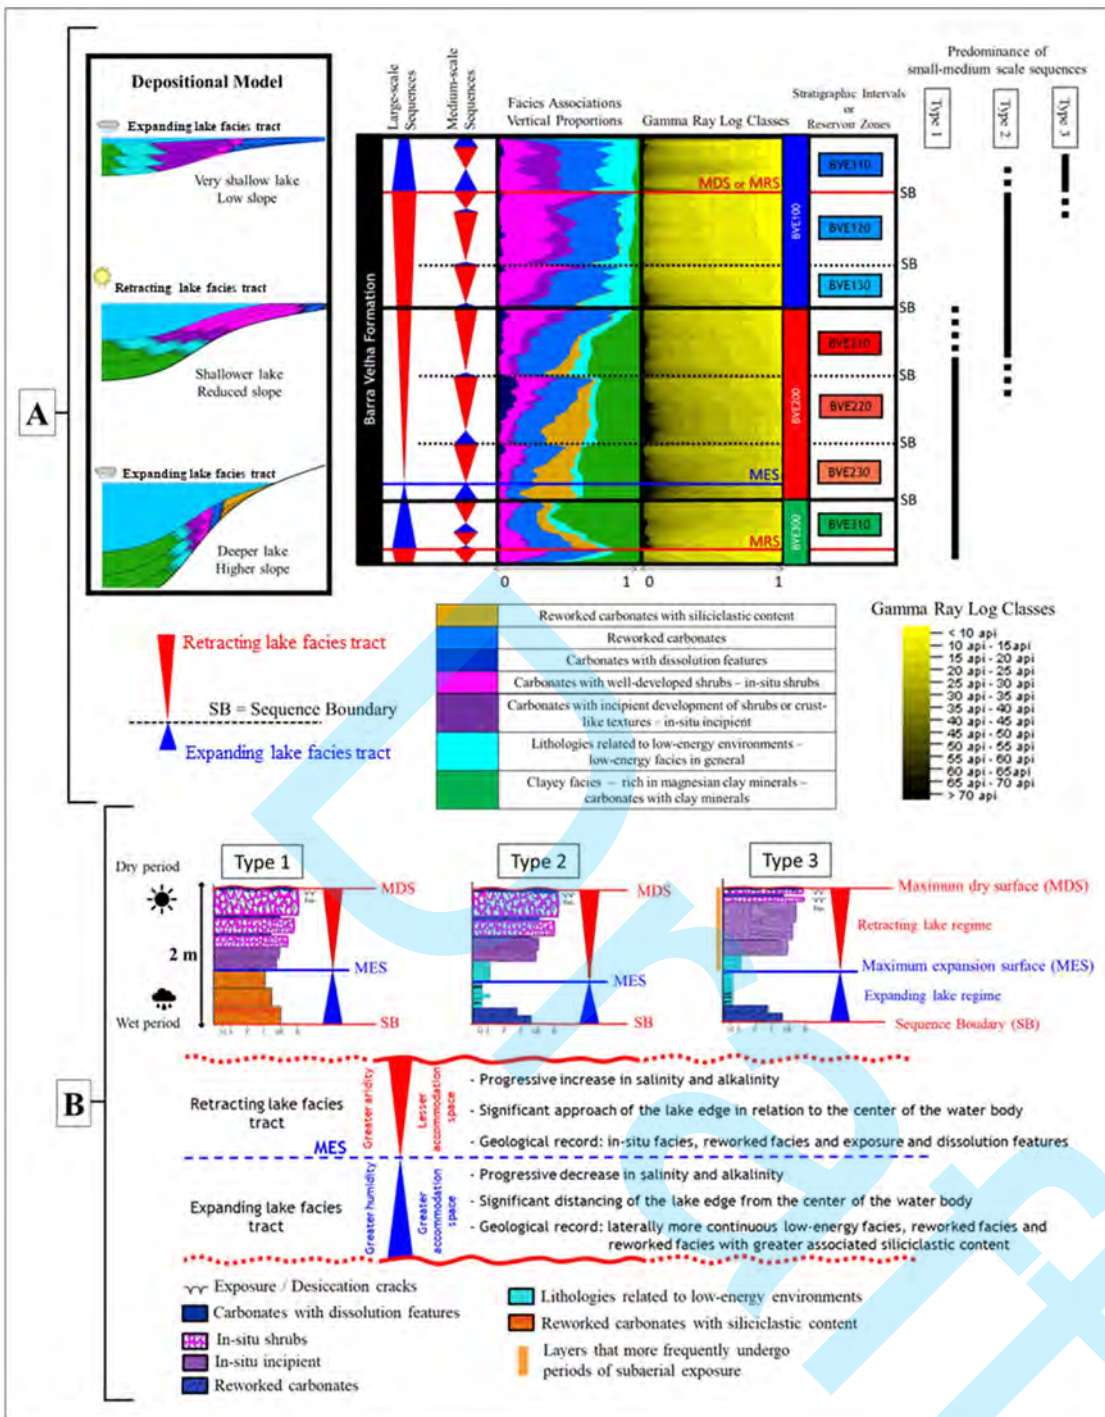 A
Depositional Model
Expanding lake facies tract
Very shallow lake
Low slope
Retracting lake facies tract
Shallower lake
Reduced slope
Expanding lake facies tract
Deeper lake
Higher slope
Large-scale
Sequences
Medium-scale
Sequences
Facies Associations
Vertical Proportions
Gamma Ray Log Classes
Stratigraphic Intervals
or
Reservoir Zones
Predominance of
small-medium scale sequences
Type 1
Type 2
Type 3
Barra Velha Formation
MDS or MRS
MES
MRS
BVE100
BVE200
BVE300
BVE110
BVE120
BVE130
BVE210
BVE220
BVE230
BVE310
SB
SB
SB
SB
SB
SB
0
1
0
1
Retracting lake facies tract
SB = Sequence Boundary
Expanding lake facies tract
Reworked carbonates with siliciclastic content
Reworked carbonates
Carbonates with dissolution features
Carbonates with well-developed shrubs – in-situ shrubs
Carbonates with incipient development of shrubs or crust-
like textures – in-situ incipient
Lithologies related to low-energy environments –
low-energy facies in general
Clayey facies – rich in magnesian clay minerals –
carbonates with clay minerals
Gamma Ray Log Classes
< 10 api
10 api - 15api
15 api - 20 api
20 api - 25 api
25 api - 30 api
30 api - 35 api
35 api - 40 api
40 api - 45 api
45 api - 50 api
50 api - 55 api
55 api - 60 api
60 api - 65api
65 api - 70 api
> 70 api
B
Dry period
2 m
Wet period
Type 1
MDS
MES
SB
Type 2
MDS
MES
SB
Type 3
Maximum dry surface (MDS)
Retracting lake regime
Maximum expansion surface (MES)
Expanding lake regime
Sequence Boudary (SB)
Retracting lake facies
tract
MES
Greater aridity
Lesser
accommodation
space
- Progressive increase in salinity and alkalinity
- Significant approach of the lake edge in relation to the center of the water body
- Geological record: in-situ facies, reworked facies and exposure and dissolution features
Expanding lake facies
tract
Greater humidity
Greater
accommodation
space
- Progressive decrease in salinity and alkalinity
- Significant distancing of the lake edge from the center of the water body
- Geological record: laterally more continuous low-energy facies, reworked facies and
reworked facies with greater associated siliciclastic content
Exposure / Desiccation cracks
Carbonates with dissolution features
In-situ shrubs
In-situ incipient
Reworked carbonates
Lithologies related to low-energy environments
Reworked carbonates with siliciclastic content
Layers that more frequently undergo
periods of subaerial exposure